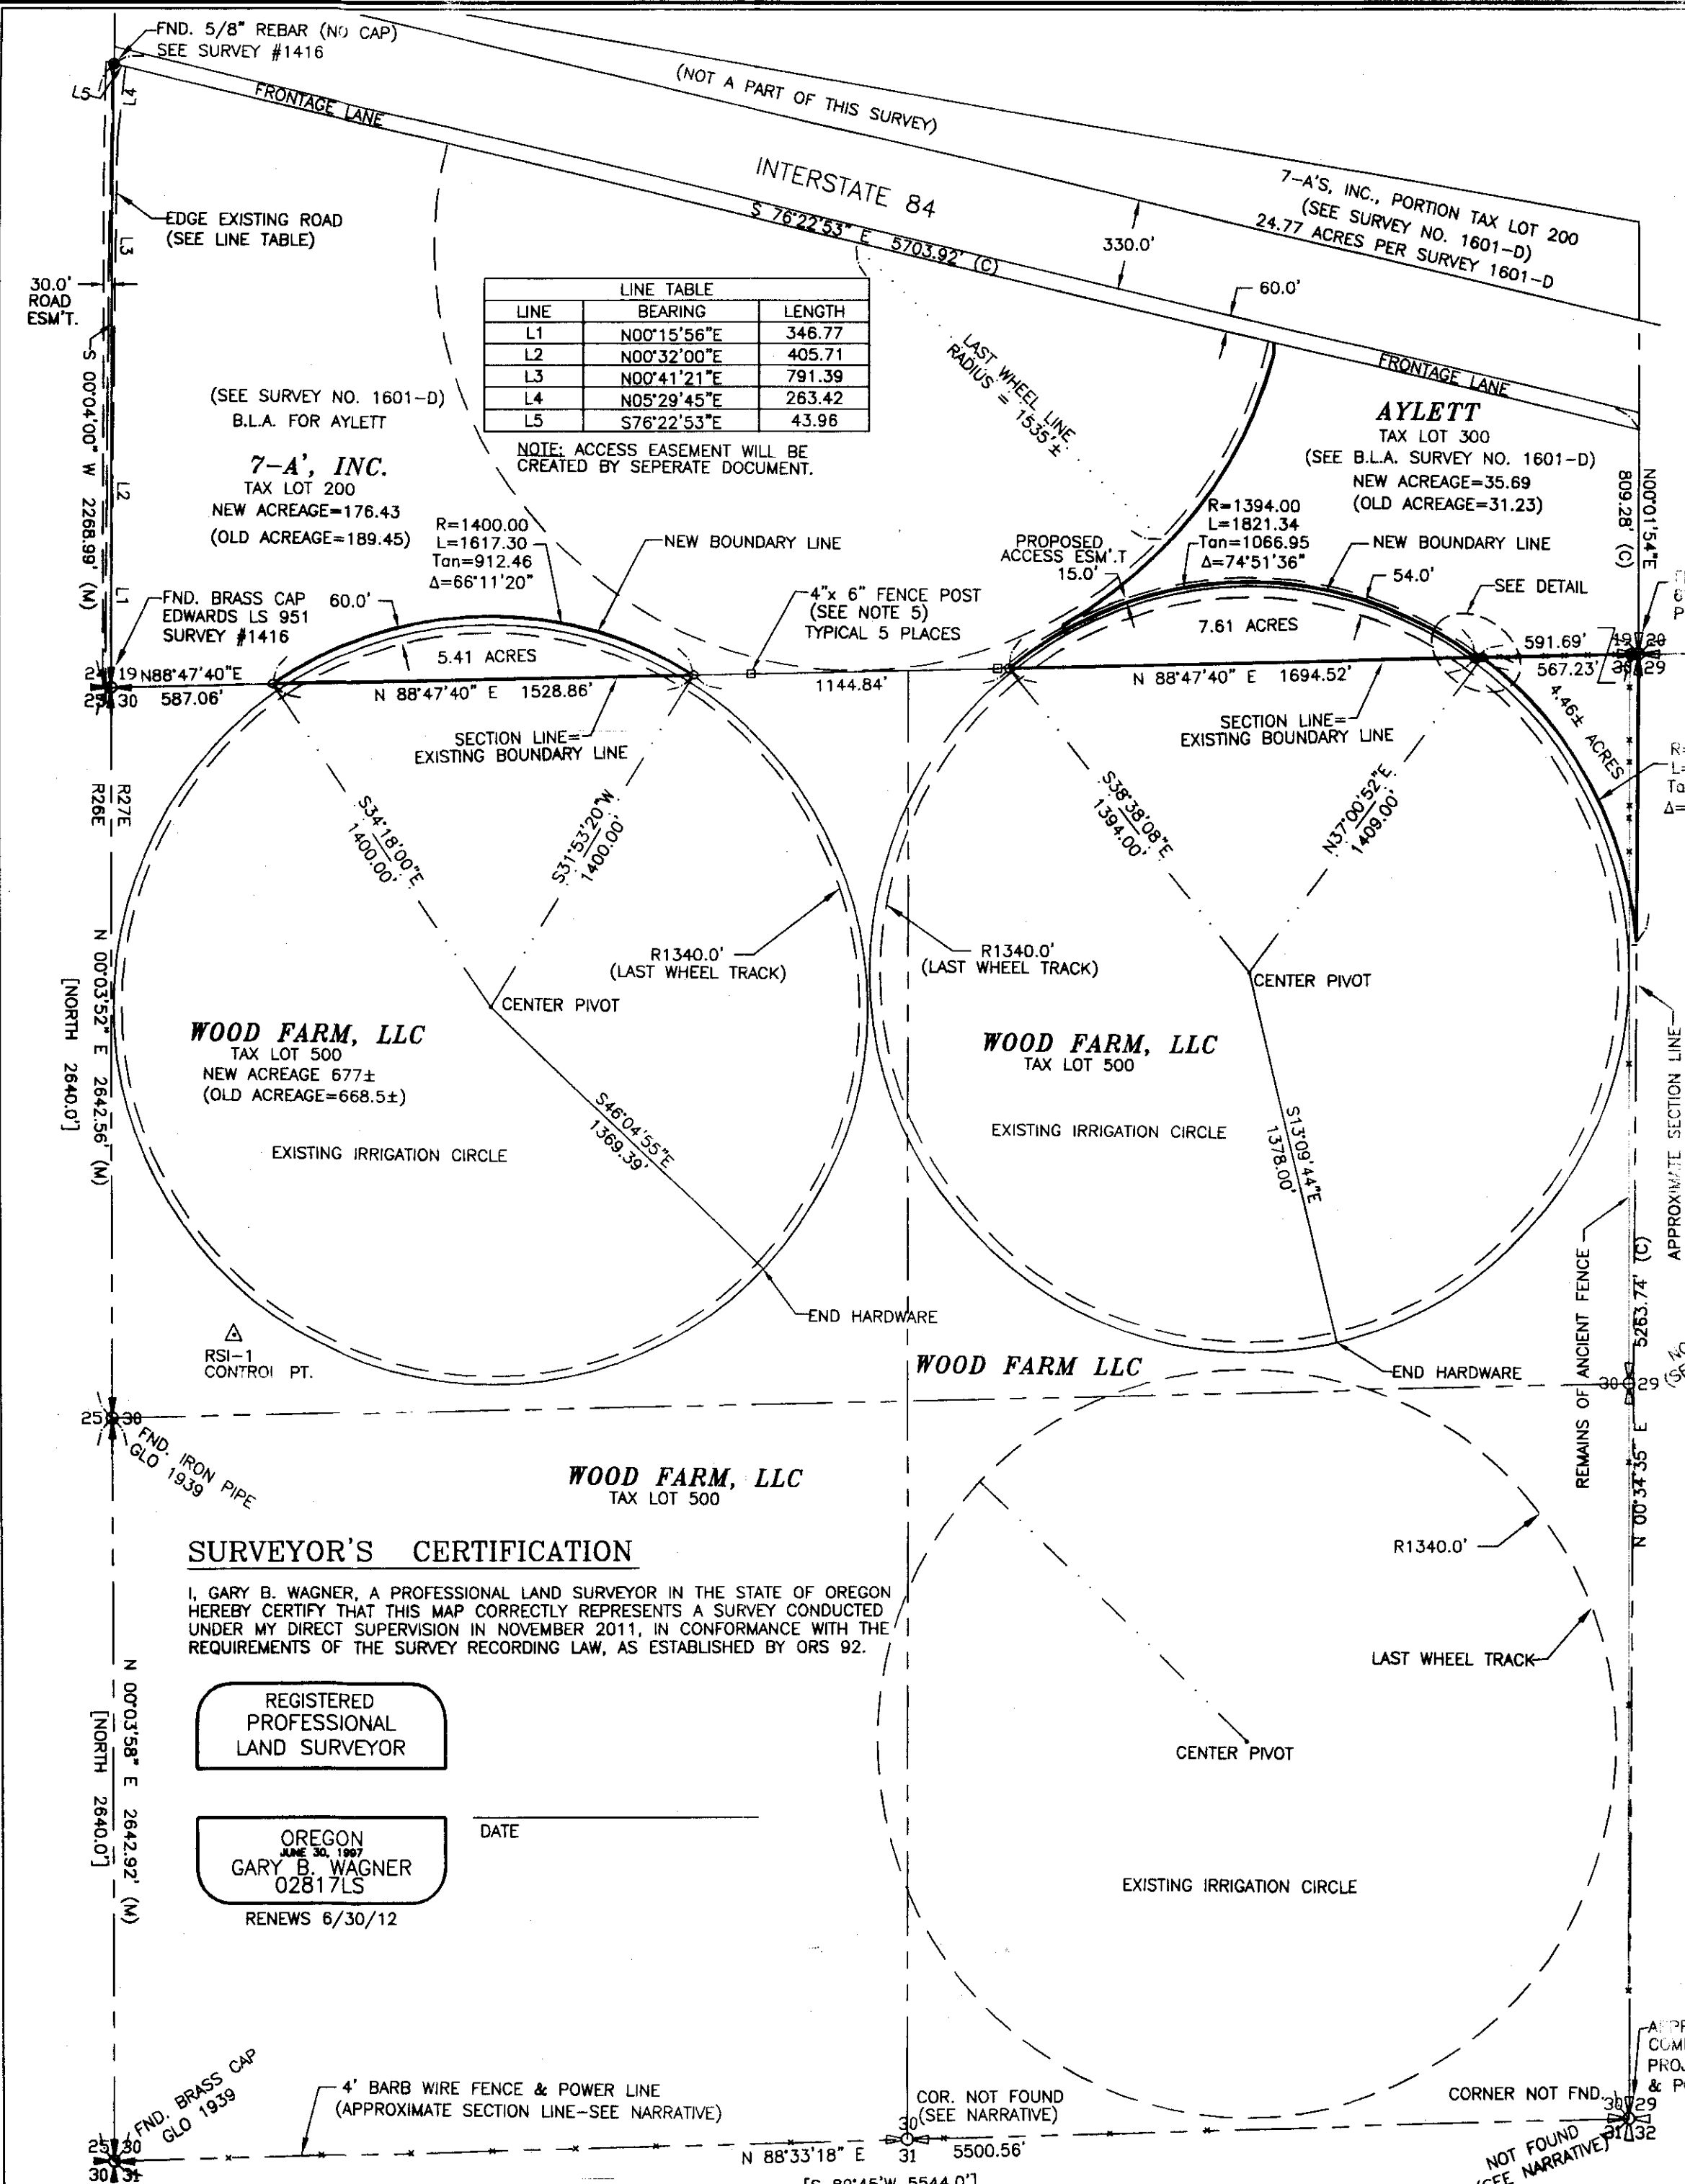 FND. 5/8" REBAR (NO CAP)
SEE SURVEY #1416
L5
L4
FRONTAGE LANE
(NOT A PART OF THIS SURVEY)
INTERSTATE 84
S 76°22'53" E 5703.92' (C)
330.0'
7-A'S, INC., PORTION TAX LOT 200
(SEE SURVEY NO. 1601-D)
24.77 ACRES PER SURVEY 1601-D
60.0'
FRONTAGE LANE
EDGE EXISTING ROAD
(SEE LINE TABLE)
L3
30.0'
ROAD
ESM'T.
S 00°04'00" W 2268.99' (M)
L2
L1
LINE TABLE
LINE BEARING LENGTH
L1 N00°15'56"E 346.77
L2 N00°32'00"E 405.71
L3 N00°41'21"E 791.39
L4 N05°29'45"E 263.42
L5 S76°22'53"E 43.96
NOTE: ACCESS EASEMENT WILL BE
CREATED BY SEPERATE DOCUMENT.
LAST WHEEL LINE
RADIUS = 1535'±
(SEE SURVEY NO. 1601-D)
B.L.A. FOR AYLETT
7-A', INC.
TAX LOT 200
NEW ACREAGE=176.43
(OLD ACREAGE=189.45)
AYLETT
TAX LOT 300
(SEE B.L.A. SURVEY NO. 1601-D)
NEW ACREAGE=35.69
(OLD ACREAGE=31.23)
N00°01'54"E
809.28' (C)
R=1400.00
L=1617.30
Tan=912.46
Δ=66°11'20"
NEW BOUNDARY LINE
PROPOSED
ACCESS ESM'.T
15.0'
R=1394.00
L=1821.34
Tan=1066.95
Δ=74°51'36"
NEW BOUNDARY LINE
54.0'
SEE DETAIL
FND. BRASS CAP
EDWARDS LS 951
SURVEY #1416
60.0'
4"x 6" FENCE POST
(SEE NOTE 5)
TYPICAL 5 PLACES
5.41 ACRES
7.61 ACRES
591.69'
567.23'
19 20
30 29
24 19
25 30
N88°47'40"E
587.06'
N 88°47'40" E 1528.86'
1144.84'
N 88°47'40" E 1694.52'
SECTION LINE=
EXISTING BOUNDARY LINE
SECTION LINE=
EXISTING BOUNDARY LINE
4.46± ACRES
R=
L=
Ta
Δ=
R27E
R26E
S34°18'00"E
1400.00'
S31°53'20"W
1400.00'
S38°38'08"E
1394.00'
N37°00'52"E
1409.00'
R1340.0'
(LAST WHEEL TRACK)
R1340.0'
(LAST WHEEL TRACK)
CENTER PIVOT
CENTER PIVOT
N 00°03'52" E 2642.56' (M)
[NORTH 2640.0']
WOOD FARM, LLC
TAX LOT 500
NEW ACREAGE 677±
(OLD ACREAGE=668.5±)
EXISTING IRRIGATION CIRCLE
S46°04'55"E
1369.39'
WOOD FARM, LLC
TAX LOT 500
EXISTING IRRIGATION CIRCLE
S13°09'44"E
1378.00'
APPROXIMATE SECTION LINE
REMAINS OF ANCIENT FENCE
N 00°34'35" E 5263.74' (C)
END HARDWARE
END HARDWARE
RSI-1
CONTROL PT.
WOOD FARM LLC
30 29
25 30
FND. IRON PIPE
GLO 1939
WOOD FARM, LLC
TAX LOT 500
R1340.0'
LAST WHEEL TRACK
CENTER PIVOT
EXISTING IRRIGATION CIRCLE
SURVEYOR'S CERTIFICATION
I, GARY B. WAGNER, A PROFESSIONAL LAND SURVEYOR IN THE STATE OF OREGON
HEREBY CERTIFY THAT THIS MAP CORRECTLY REPRESENTS A SURVEY CONDUCTED
UNDER MY DIRECT SUPERVISION IN NOVEMBER 2011, IN CONFORMANCE WITH THE
REQUIREMENTS OF THE SURVEY RECORDING LAW, AS ESTABLISHED BY ORS 92.
REGISTERED
PROFESSIONAL
LAND SURVEYOR
OREGON
JUNE 30, 1997
GARY B. WAGNER
02817LS
RENEWS 6/30/12
DATE
N 00°03'58" E 2642.92' (M)
[NORTH 2640.0']
FND. BRASS CAP
GLO 1939
25 30
30 31
4' BARB WIRE FENCE & POWER LINE
(APPROXIMATE SECTION LINE-SEE NARRATIVE)
COR. NOT FOUND
(SEE NARRATIVE)
30
31
N 88°33'18" E 5500.56'
[S 89°45'W 5544.0']
CORNER NOT FND.
30 29
31 32
NOT FOUND
(SEE NARRATIVE)
COM
PROJ
& P